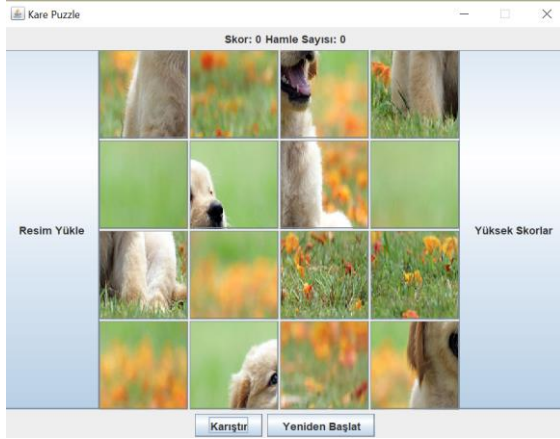 Kare Puzzle
Skor: 0 Hamle Sayısı: 0
Resim Yükle
Yüksek Skorlar
Karıştır
Yeniden Başlat